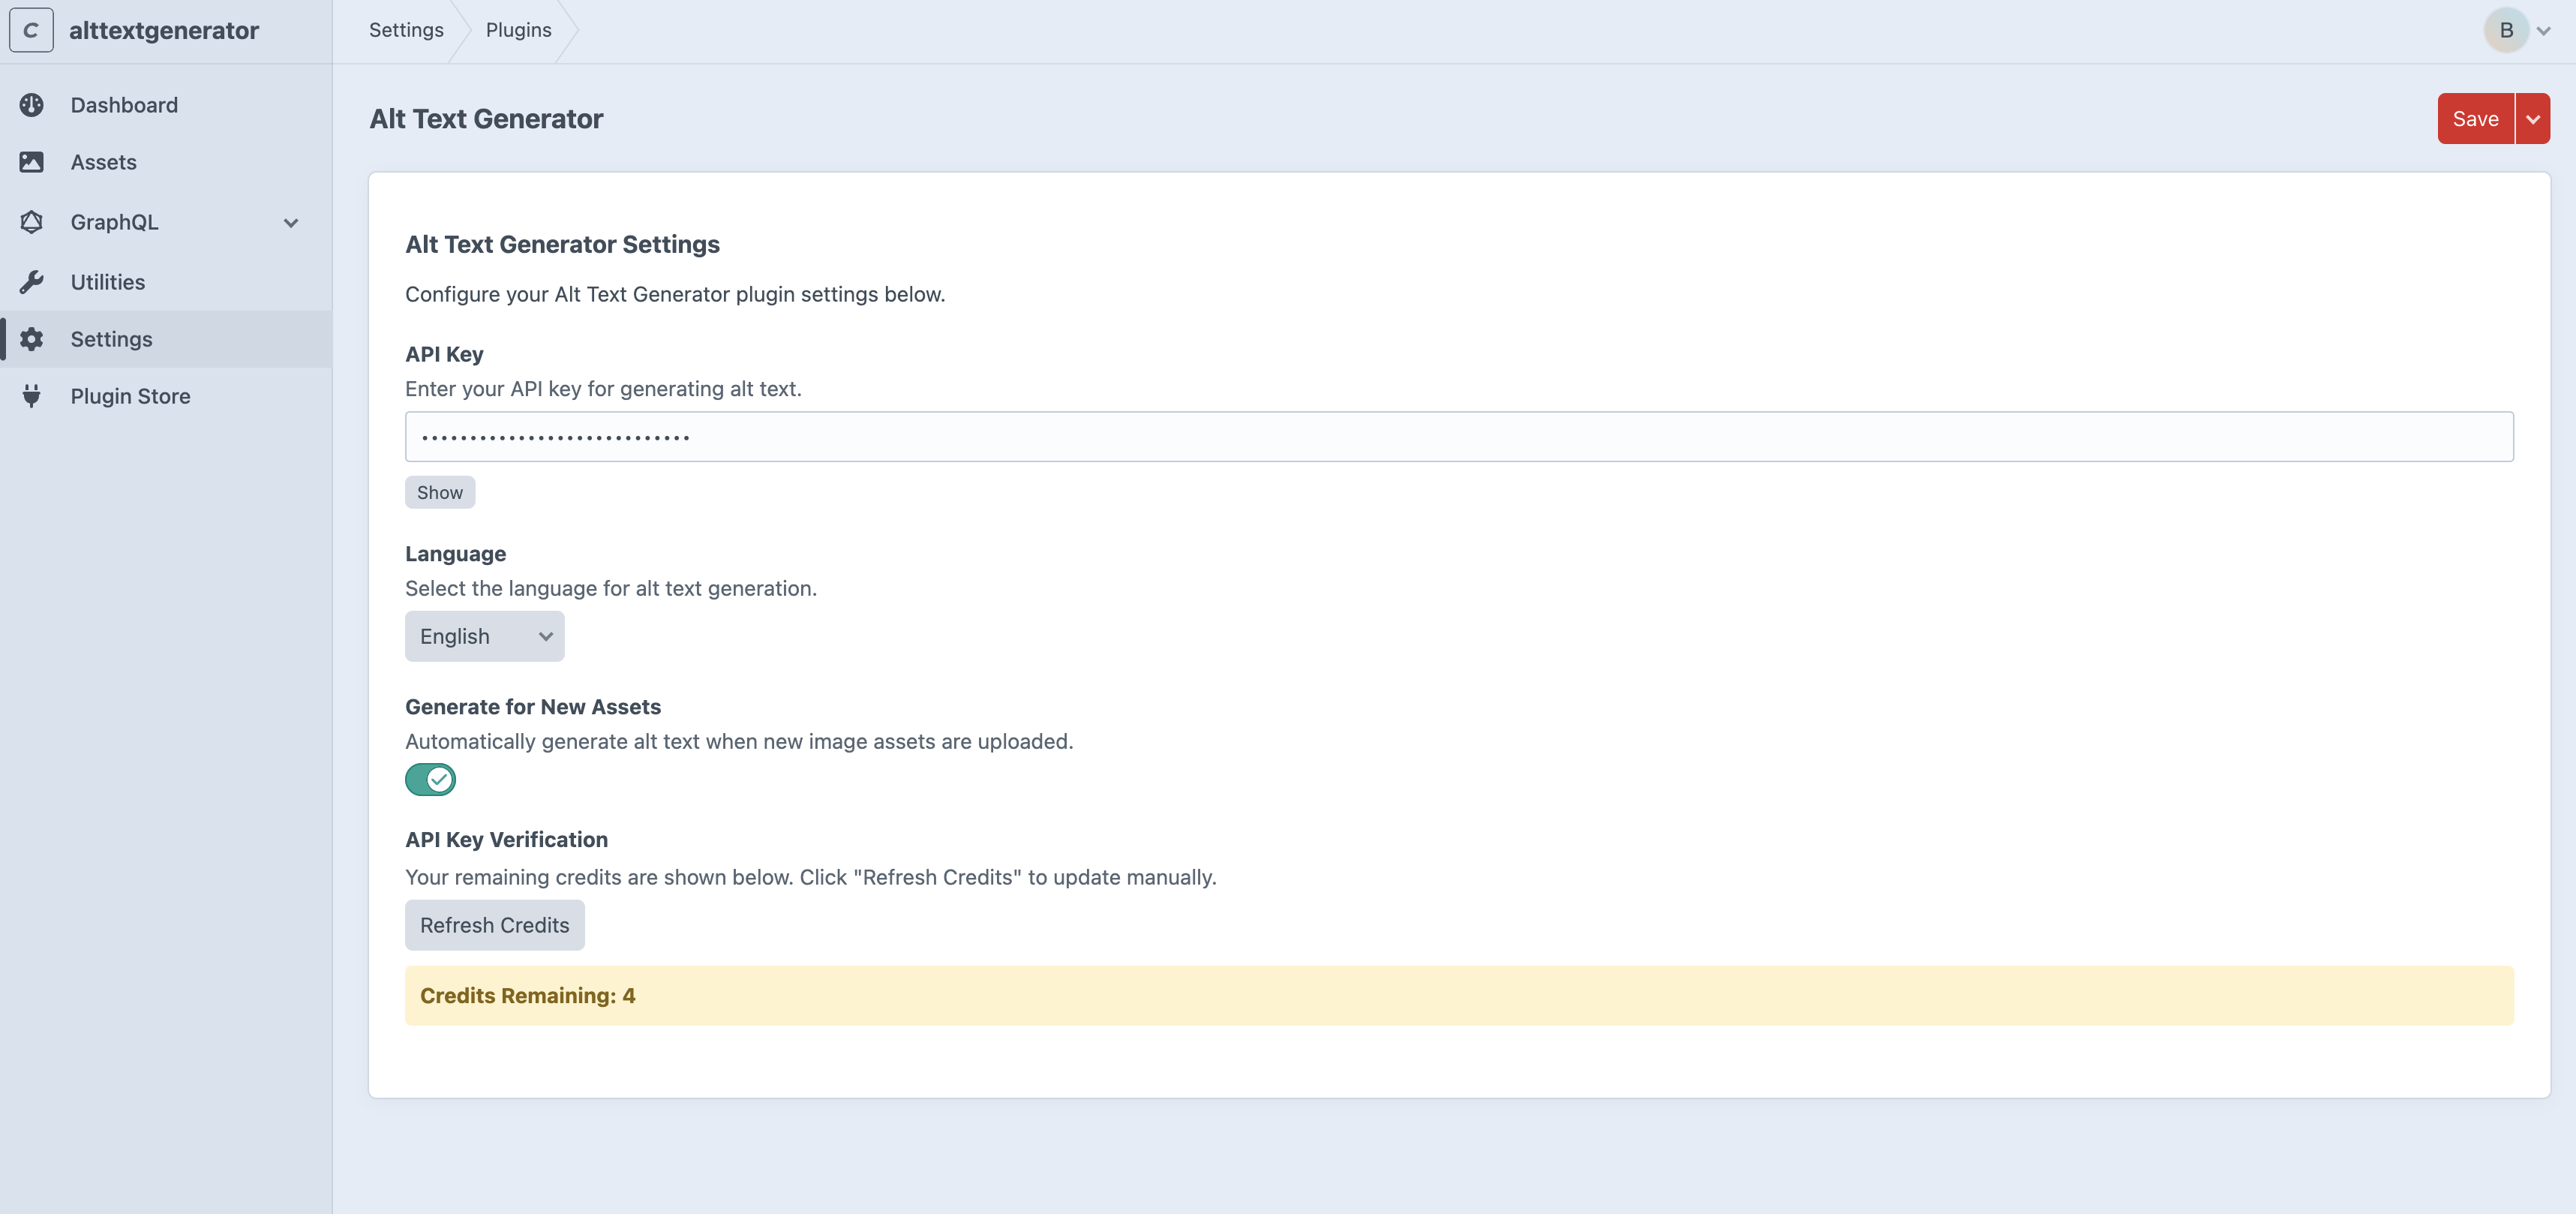 C alttextgenerator
Settings
Plugins
B
Dashboard
Assets
GraphQL
Utilities
Settings
Plugin Store
Alt Text Generator
Save
Alt Text Generator Settings
Configure your Alt Text Generator plugin settings below.
API Key
Enter your API key for generating alt text.
••••••••••••••••••••••••••••
Show
Language
Select the language for alt text generation.
English
Generate for New Assets
Automatically generate alt text when new image assets are uploaded.
API Key Verification
Your remaining credits are shown below. Click "Refresh Credits" to update manually.
Refresh Credits
Credits Remaining: 4